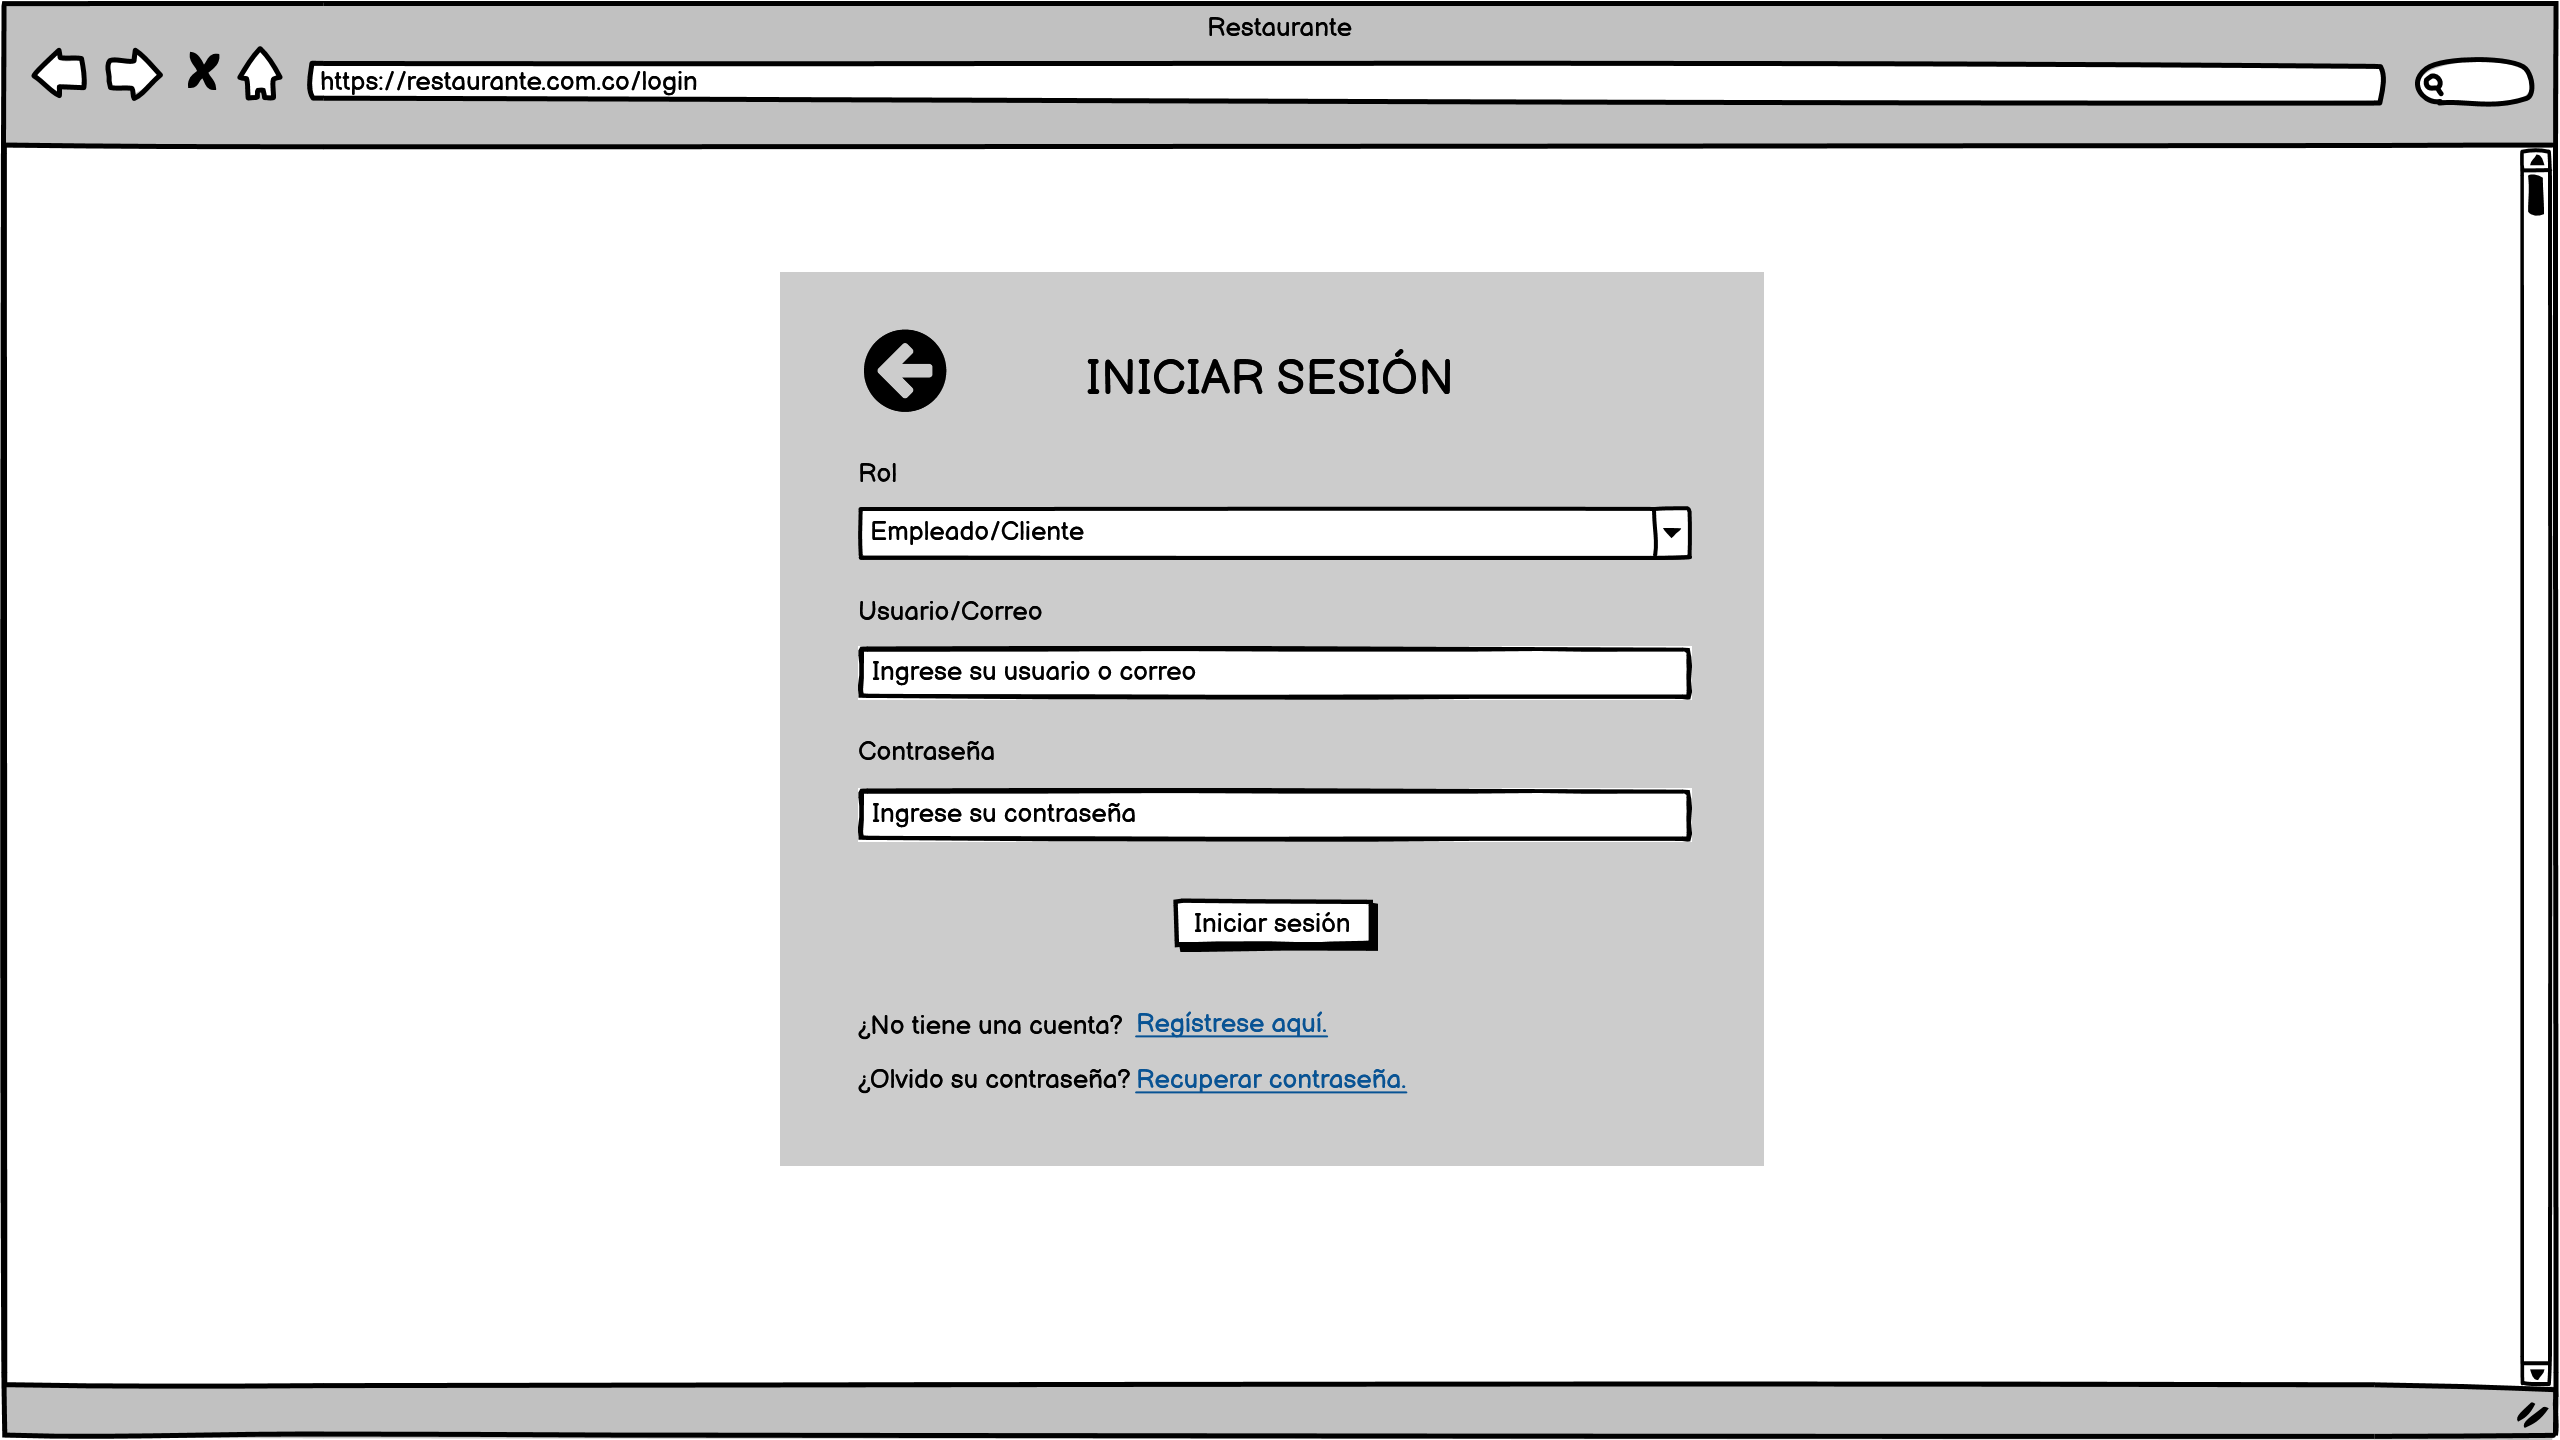 Restaurante
https://restaurante.com.co/login
INICIAR SESIÓN
Rol
Empleado/Cliente
Usuario/Correo
Ingrese su usuario o correo
Contraseña
Ingrese su contraseña
Iniciar sesión
¿No tiene una cuenta? Regístrese aquí.
¿Olvido su contraseña? Recuperar contraseña.